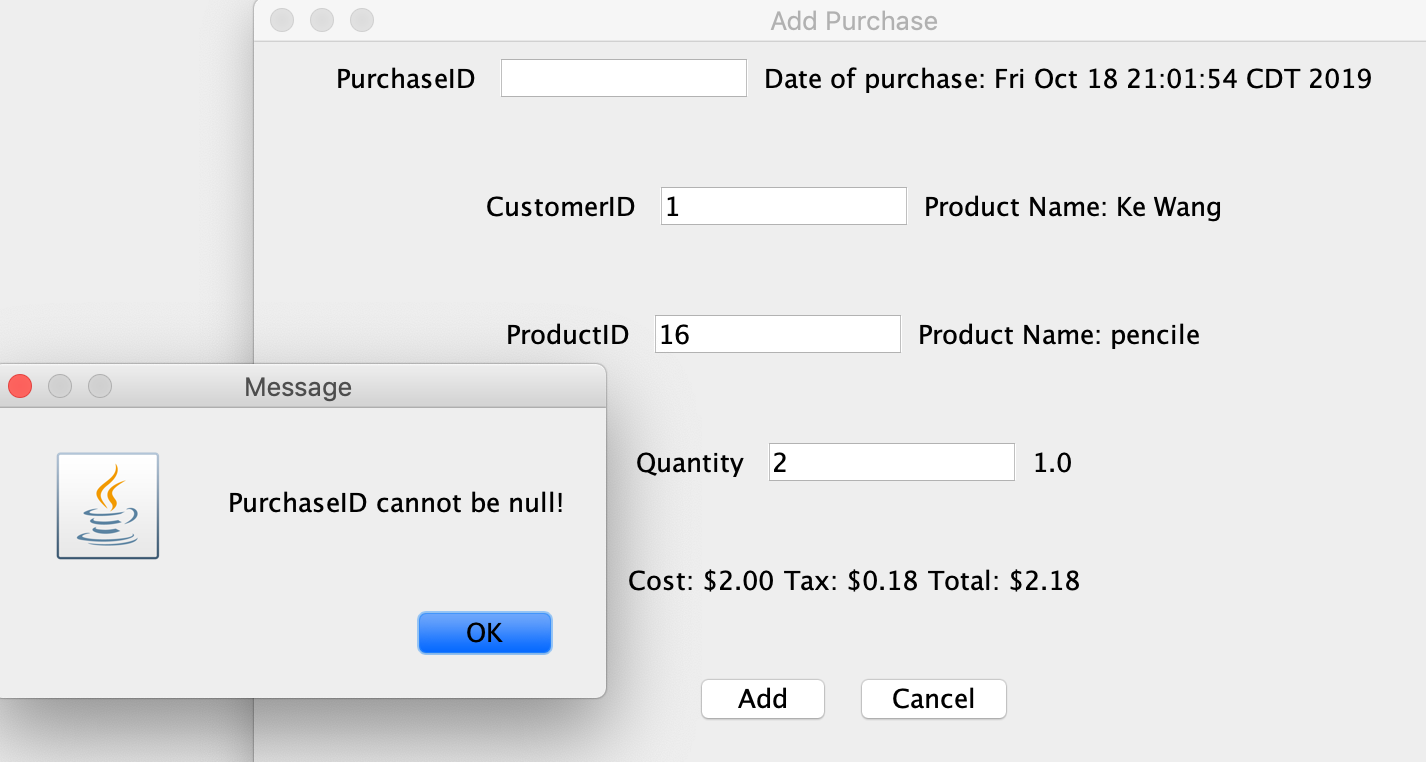 Add Purchase
PurchaseID Date of purchase: Fri Oct 18 21:01:54 CDT 2019
CustomerID 1 Product Name: Ke Wang
ProductID 16 Product Name: pencile
Message
Quantity 2 1.0
PurchaseID cannot be null!
Cost: $2.00 Tax: $0.18 Total: $2.18
OK
Add Cancel